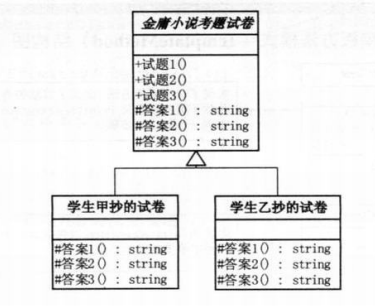 金庸小说考题试卷
+试题1()
+试题2()
+试题3()
#答案1() : string
#答案2() : string
#答案3() : string
学生甲抄的试卷
#答案1() : string
#答案2() : string
#答案3() : string
学生乙抄的试卷
#答案1() : string
#答案2() : string
#答案3() : string